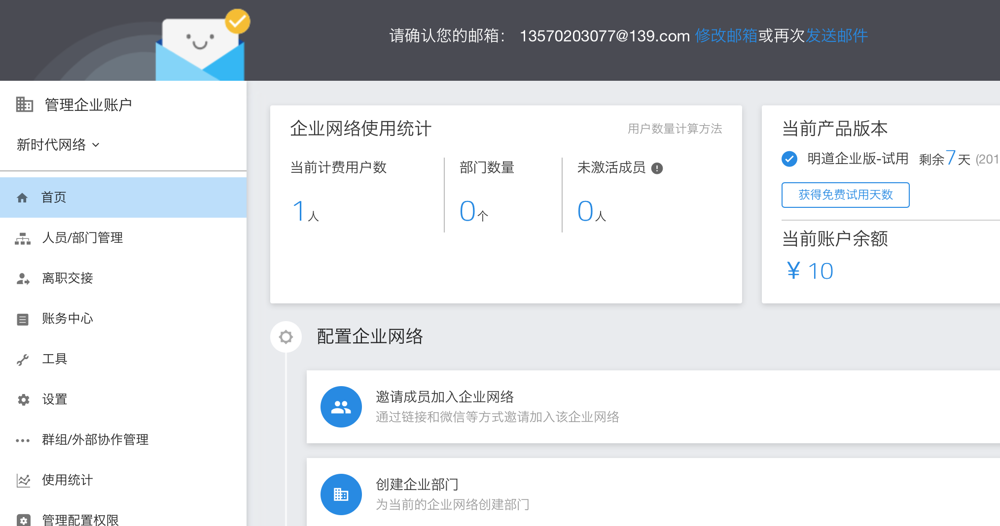 请确认您的邮箱： 13570203077@139.com 修改邮箱或再次发送邮件
管理企业账户
新时代网络
首页
人员/部门管理
离职交接
账务中心
工具
设置
群组/外部协作管理
使用统计
管理配置权限
企业网络使用统计 用户数量计算方法
当前计费用户数 部门数量 未激活成员
1人 0个 0人
当前产品版本
明道企业版-试用 剩余7天 (201
获得免费试用天数
当前账户余额
¥ 10
配置企业网络
邀请成员加入企业网络
通过链接和微信等方式邀请加入该企业网络
创建企业部门
为当前的企业网络创建部门